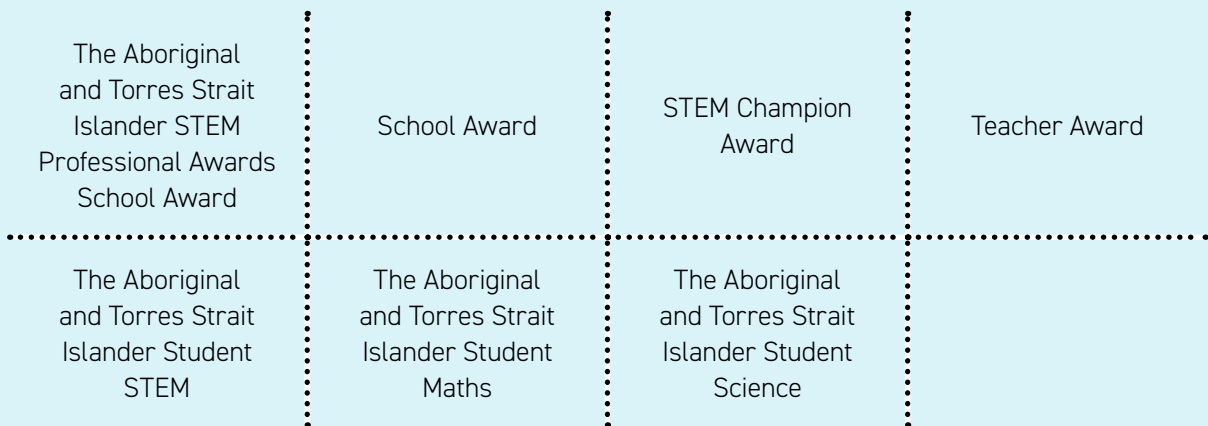 The Aboriginal
and Torres Strait
Islander STEM
Professional Awards
School Award
School Award
STEM Champion
Award
Teacher Award
The Aboriginal
and Torres Strait
Islander Student
STEM
The Aboriginal
and Torres Strait
Islander Student
Maths
The Aboriginal
and Torres Strait
Islander Student
Science